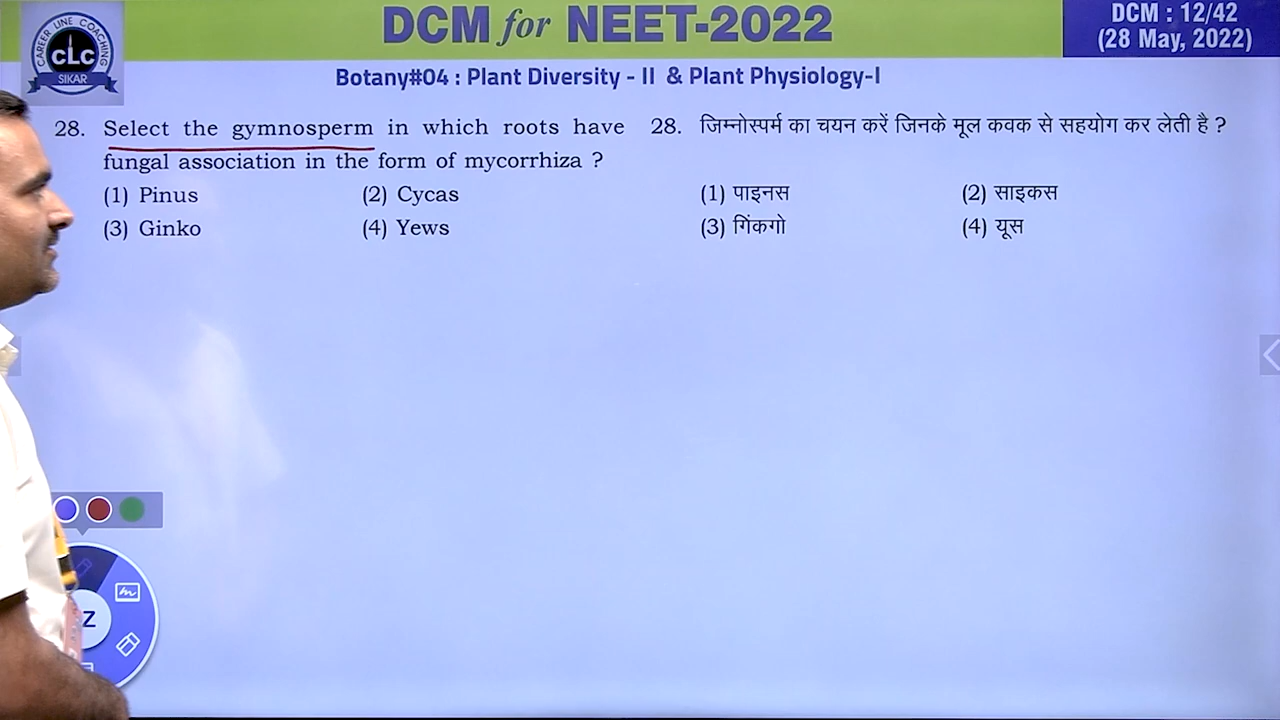 CAREER LINE COACHING
CLC
SIKAR
DCM for NEET-2022
DCM : 12/42
(28 May, 2022)
Botany#04 : Plant Diversity - II & Plant Physiology-I
28. Select the gymnosperm in which roots have
fungal association in the form of mycorrhiza ?
(1) Pinus (2) Cycas
(3) Ginko (4) Yews
28. जिम्नोस्पर्म का चयन करें जिनके मूल कवक से सहयोग कर लेती है ?
(1) पाइनस (2) साइकस
(3) गिंकगो (4) यूस
Z